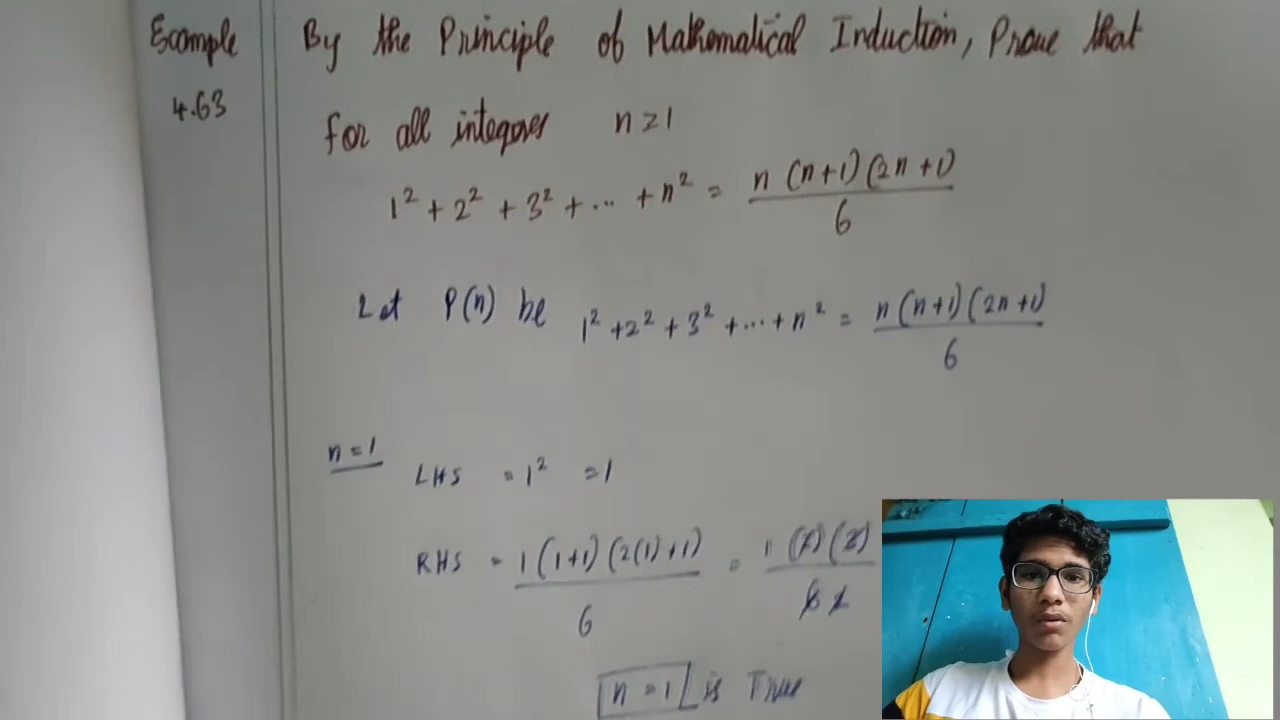 Example By the Principle of Mathematical Induction, Prove that
4.63
for all integers n ≥ 1
1² + 2² + 3² + ... + n² = n (n+1) (2n+1) / 6
Let P(n) be 1² + 2² + 3² + ... + n² = n (n+1) (2n+1) / 6
n = 1
LHS = 1² = 1
RHS = 1 (1+1) (2(1)+1) / 6 = 1 (2) (3) / 6
n = 1 is True